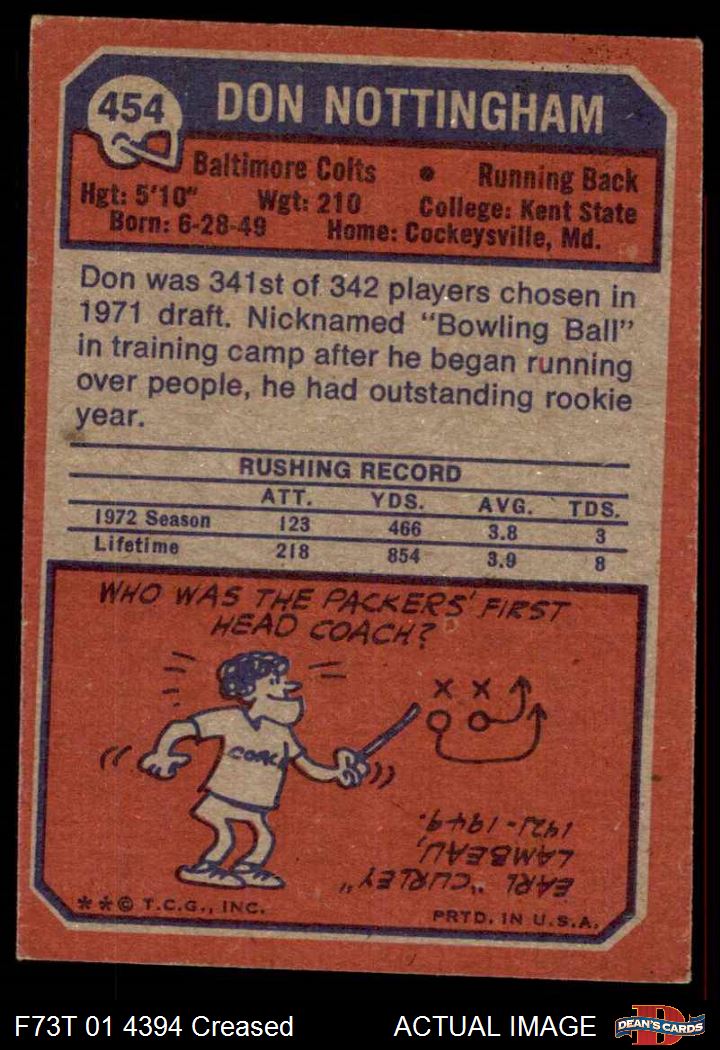 454
DON NOTTINGHAM
Baltimore Colts • Running Back
Hgt: 5'10" Wgt: 210 College: Kent State
Born: 6-28-49 Home: Cockeysville, Md.
Don was 341st of 342 players chosen in
1971 draft. Nicknamed "Bowling Ball"
in training camp after he began running
over people, he had outstanding rookie
year.
RUSHING RECORD
ATT. YDS. AVG. TDS.
1972 Season 123 466 3.8 3
Lifetime 218 854 3.9 8
WHO WAS THE PACKERS' FIRST
HEAD COACH?
X X
COAC
EARL "CURLEY"
LAMBEAU,
1921-1949.
**© T.C.G., INC.
PRTD. IN U.S.A.
F73T 01 4394 Creased
ACTUAL IMAGE
D
DEAN'S CARDS